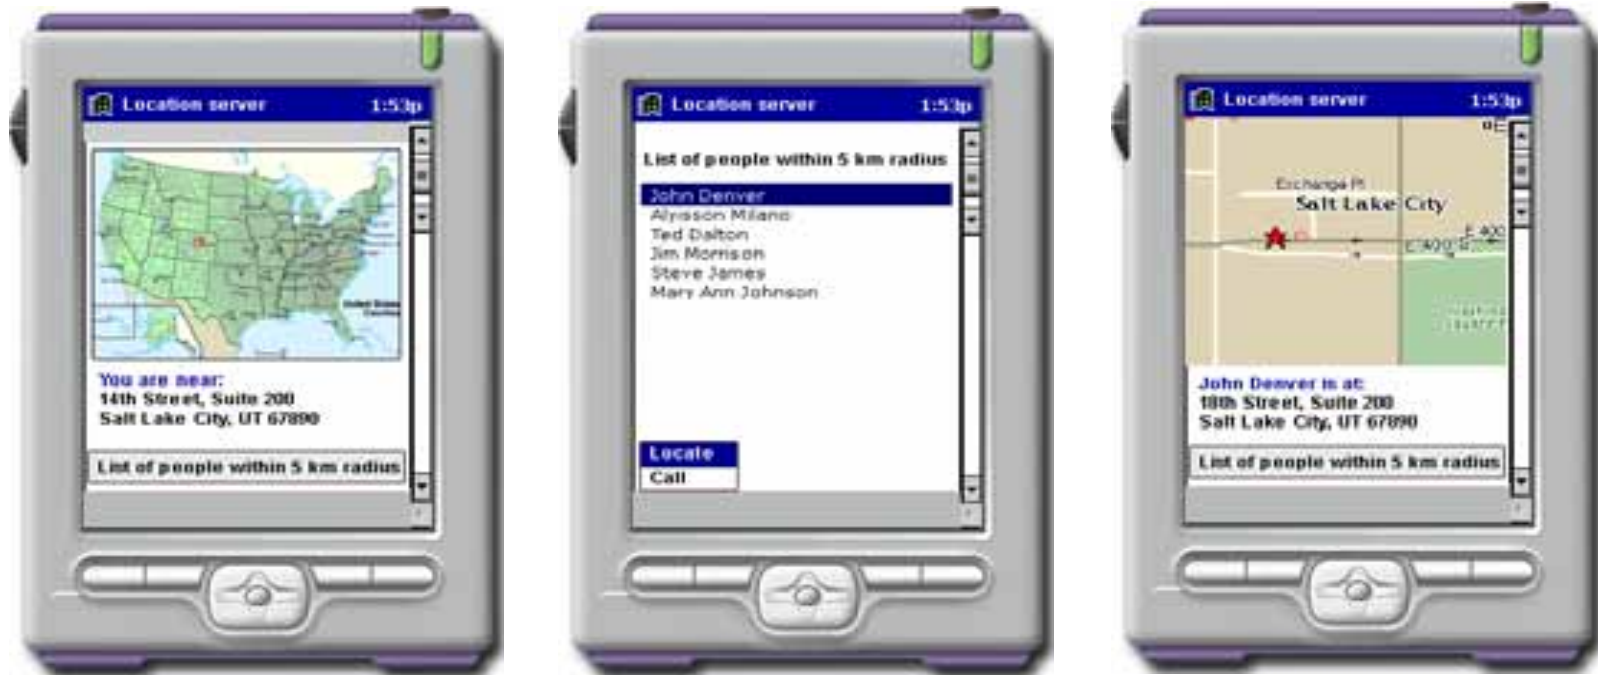 Location server 1:53p
United States
You are near:
14th Street, Suite 200
Salt Lake City, UT 67890
List of people within 5 km radius
Location server 1:53p
List of people within 5 km radius
John Denver
Alyisson Milano
Ted Dalton
Jim Morrison
Steve James
Mary Ann Johnson
Locate
Call
Location server 1:53p
Exchange Pl
Salt Lake City
E 400
E 400 S
John Denver is at:
18th Street, Suite 200
Salt Lake City, UT 67890
List of people within 5 km radius